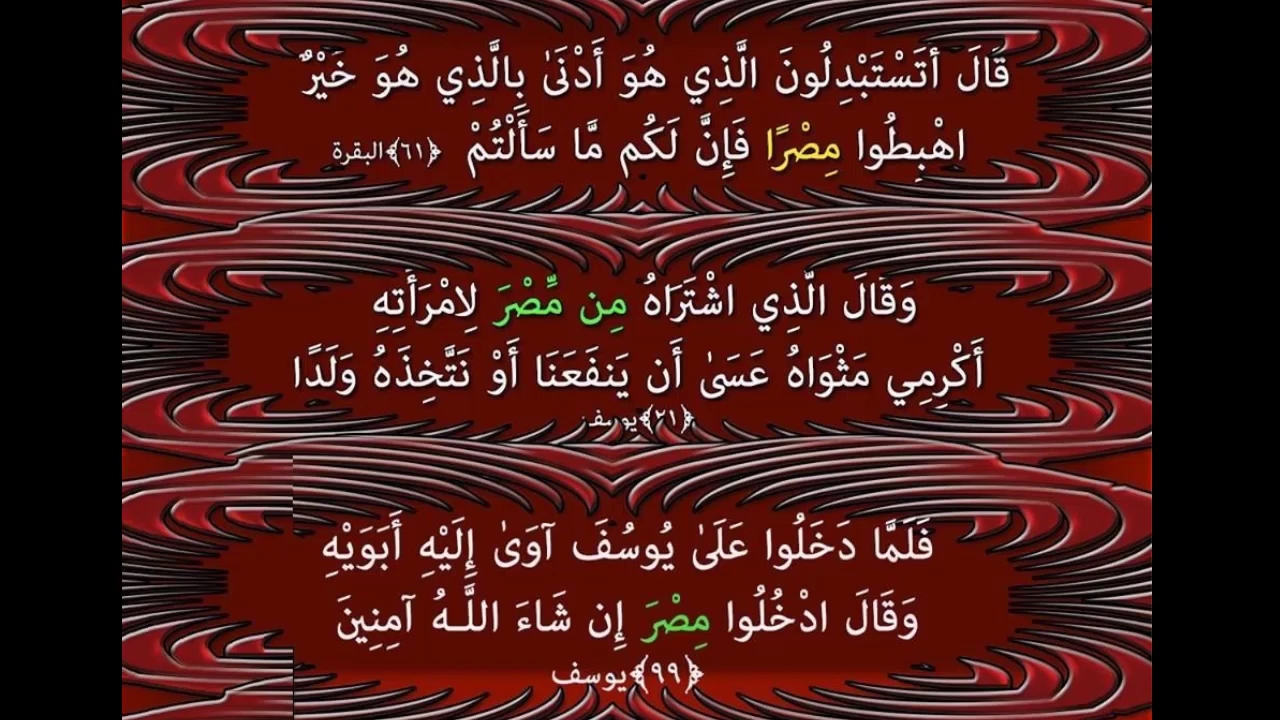 قَالَ أَتَسْتَبْدِلُونَ الَّذِي هُوَ أَدْنَىٰ بِالَّذِي هُوَ خَيْرٌ
اهْبِطُوا مِصْرًا فَإِنَّ لَكُم مَّا سَأَلْتُمْ ﴿٦١﴾البقرة
وَقَالَ الَّذِي اشْتَرَاهُ مِن مِّصْرَ لِامْرَأَتِهِ
أَكْرِمِي مَثْوَاهُ عَسَىٰ أَن يَنفَعَنَا أَوْ نَتَّخِذَهُ وَلَدًا
﴿٢١﴾يوسف
فَلَمَّا دَخَلُوا عَلَىٰ يُوسُفَ آوَىٰ إِلَيْهِ أَبَوَيْهِ
وَقَالَ ادْخُلُوا مِصْرَ إِن شَاءَ اللَّـهُ آمِنِينَ
﴿٩٩﴾يوسف